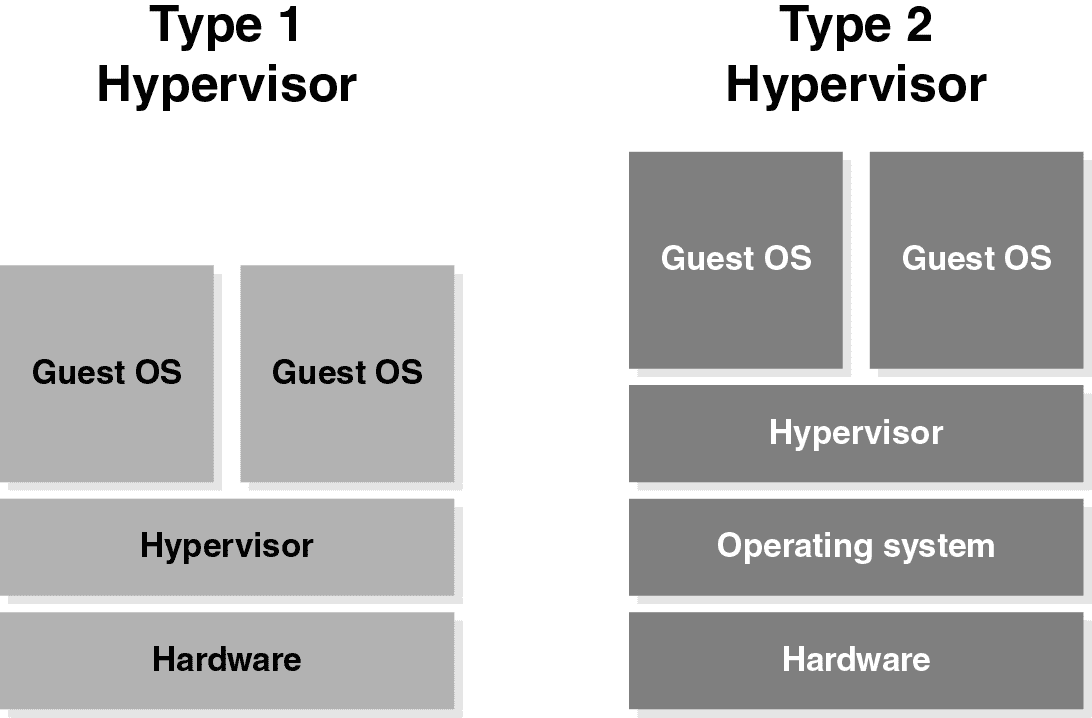 Type 1
Hypervisor
Guest OS
Guest OS
Hypervisor
Hardware
Type 2
Hypervisor
Guest OS
Guest OS
Hypervisor
Operating system
Hardware